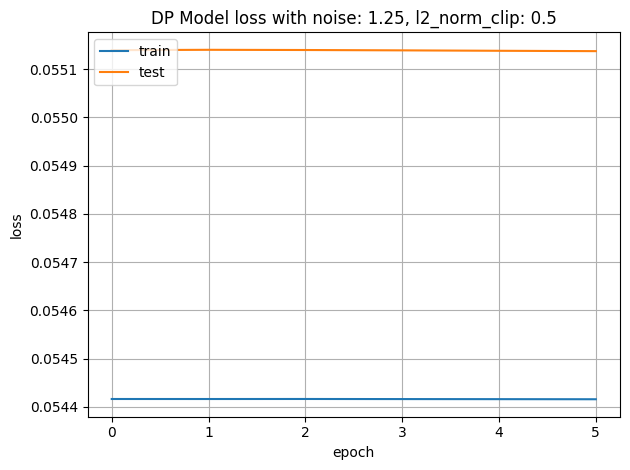 DP Model loss with noise: 1.25, l2_norm_clip: 0.5
train
test
0.0551
0.0550
0.0549
0.0548
0.0547
0.0546
0.0545
0.0544
loss
0 1 2 3 4 5
epoch